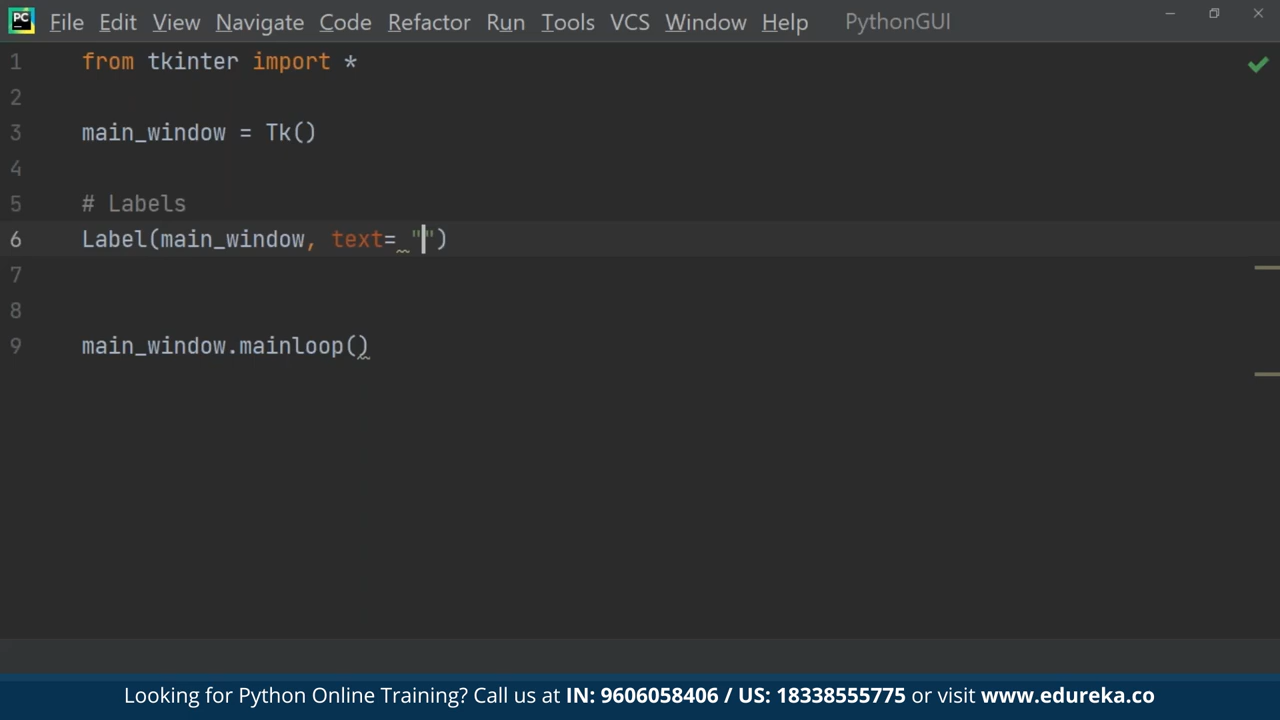 PC File Edit View Navigate Code Refactor Run Tools VCS Window Help PythonGUI
1 from tkinter import *
2
3 main_window = Tk()
4
5 # Labels
6 Label(main_window, text= "")
7
8
9 main_window.mainloop()
Looking for Python Online Training? Call us at IN: 9606058406 / US: 18338555775 or visit www.edureka.co